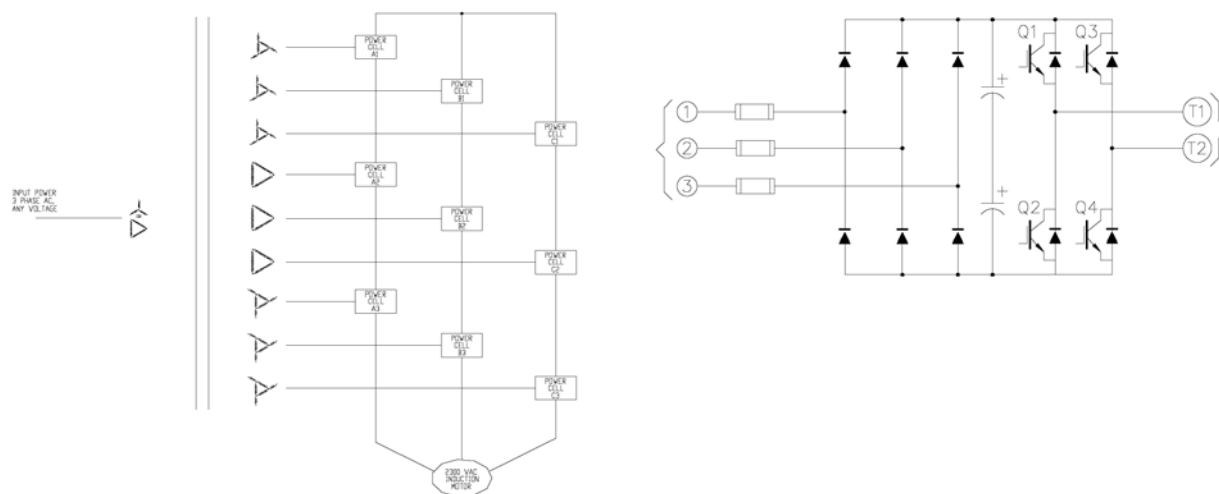 INPUT POWER
3 PHASE AC,
ANY VOLTAGE
POWER
CELL
A1
POWER
CELL
B1
POWER
CELL
C1
POWER
CELL
A2
POWER
CELL
B2
POWER
CELL
C2
POWER
CELL
A3
POWER
CELL
B3
POWER
CELL
C3
2300 VAC
INDUCTION
MOTOR
Q1
Q3
+
1
T1
2
T2
3
+
Q2
Q4